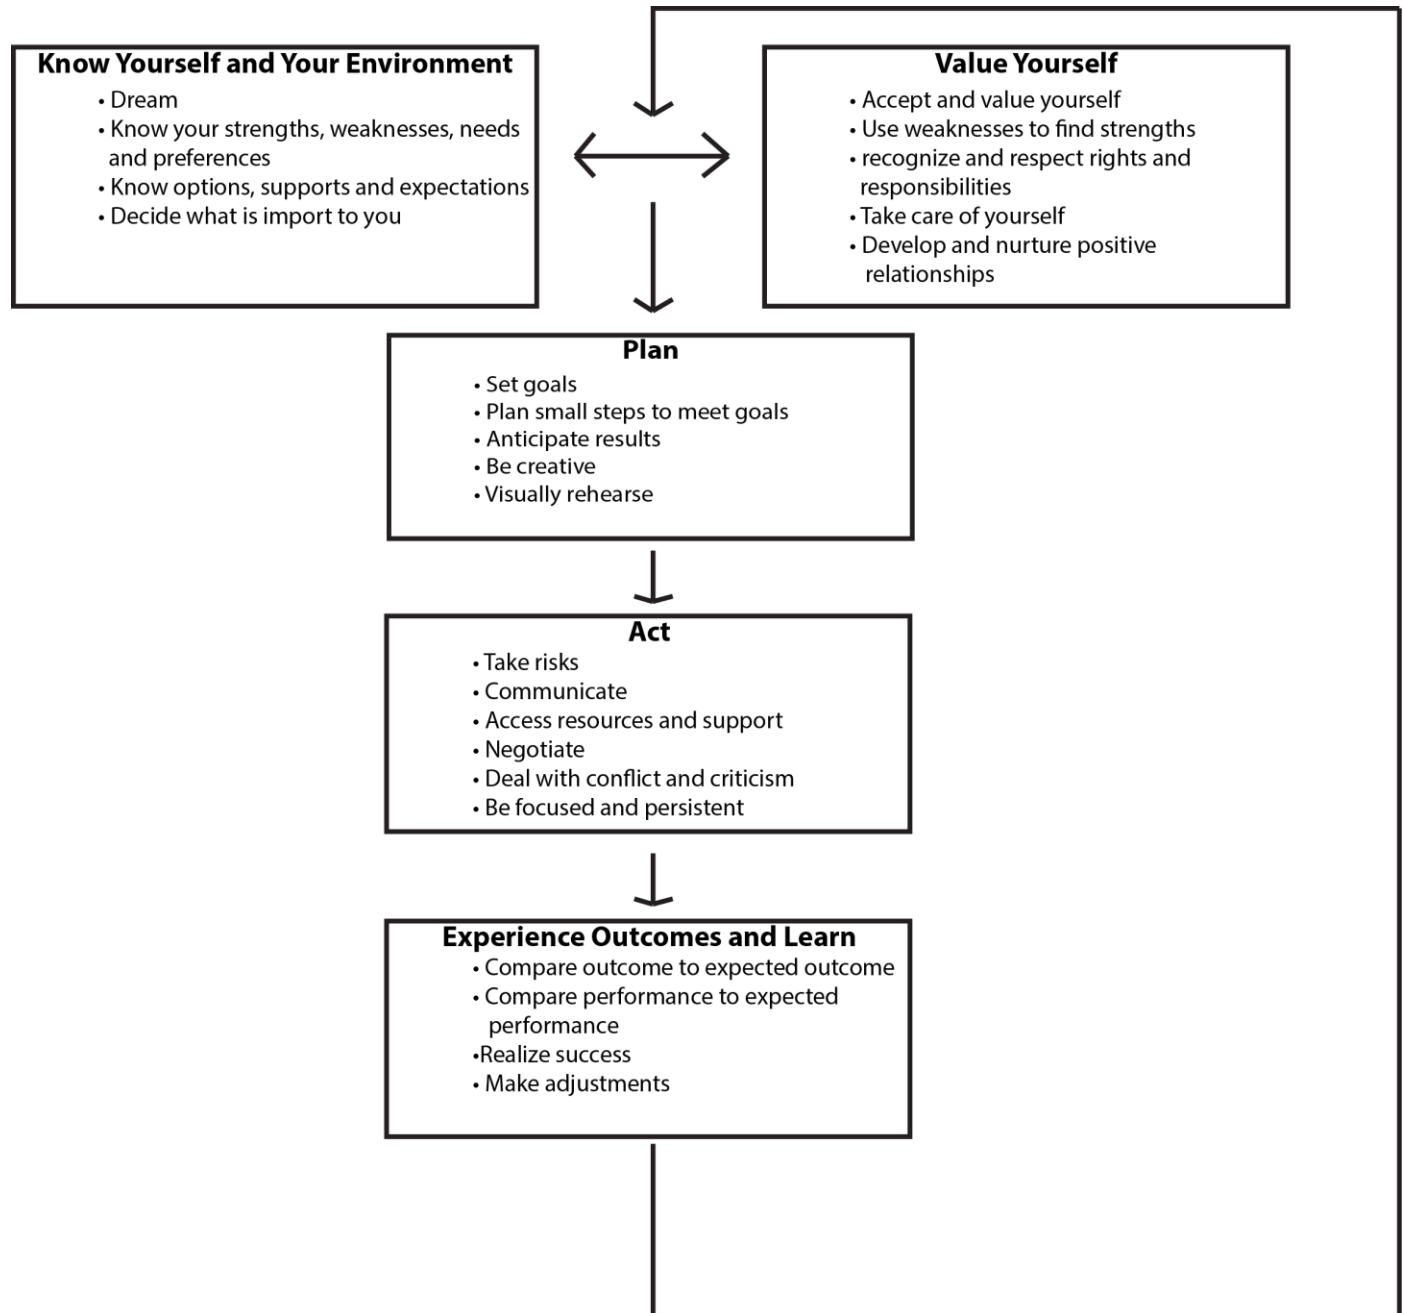 Know Yourself and Your Environment
• Dream
• Know your strengths, weaknesses, needs
and preferences
• Know options, supports and expectations
• Decide what is import to you
Value Yourself
• Accept and value yourself
• Use weaknesses to find strengths
• recognize and respect rights and
responsibilities
• Take care of yourself
• Develop and nurture positive
relationships
Plan
• Set goals
• Plan small steps to meet goals
• Anticipate results
• Be creative
• Visually rehearse
Act
• Take risks
• Communicate
• Access resources and support
• Negotiate
• Deal with conflict and criticism
• Be focused and persistent
Experience Outcomes and Learn
• Compare outcome to expected outcome
• Compare performance to expected
performance
•Realize success
• Make adjustments